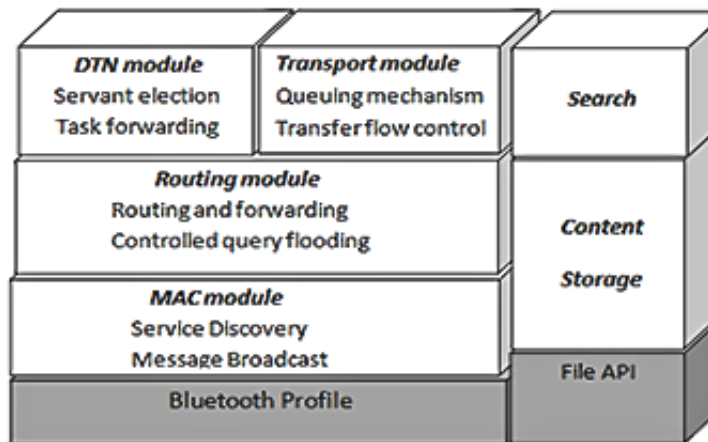 DTN module
Servant election
Task forwarding
Transport module
Queuing mechanism
Transfer flow control
Search
Routing module
Routing and forwarding
Controlled query flooding
Content
Storage
MAC module
Service Discovery
Message Broadcast
Bluetooth Profile
File API